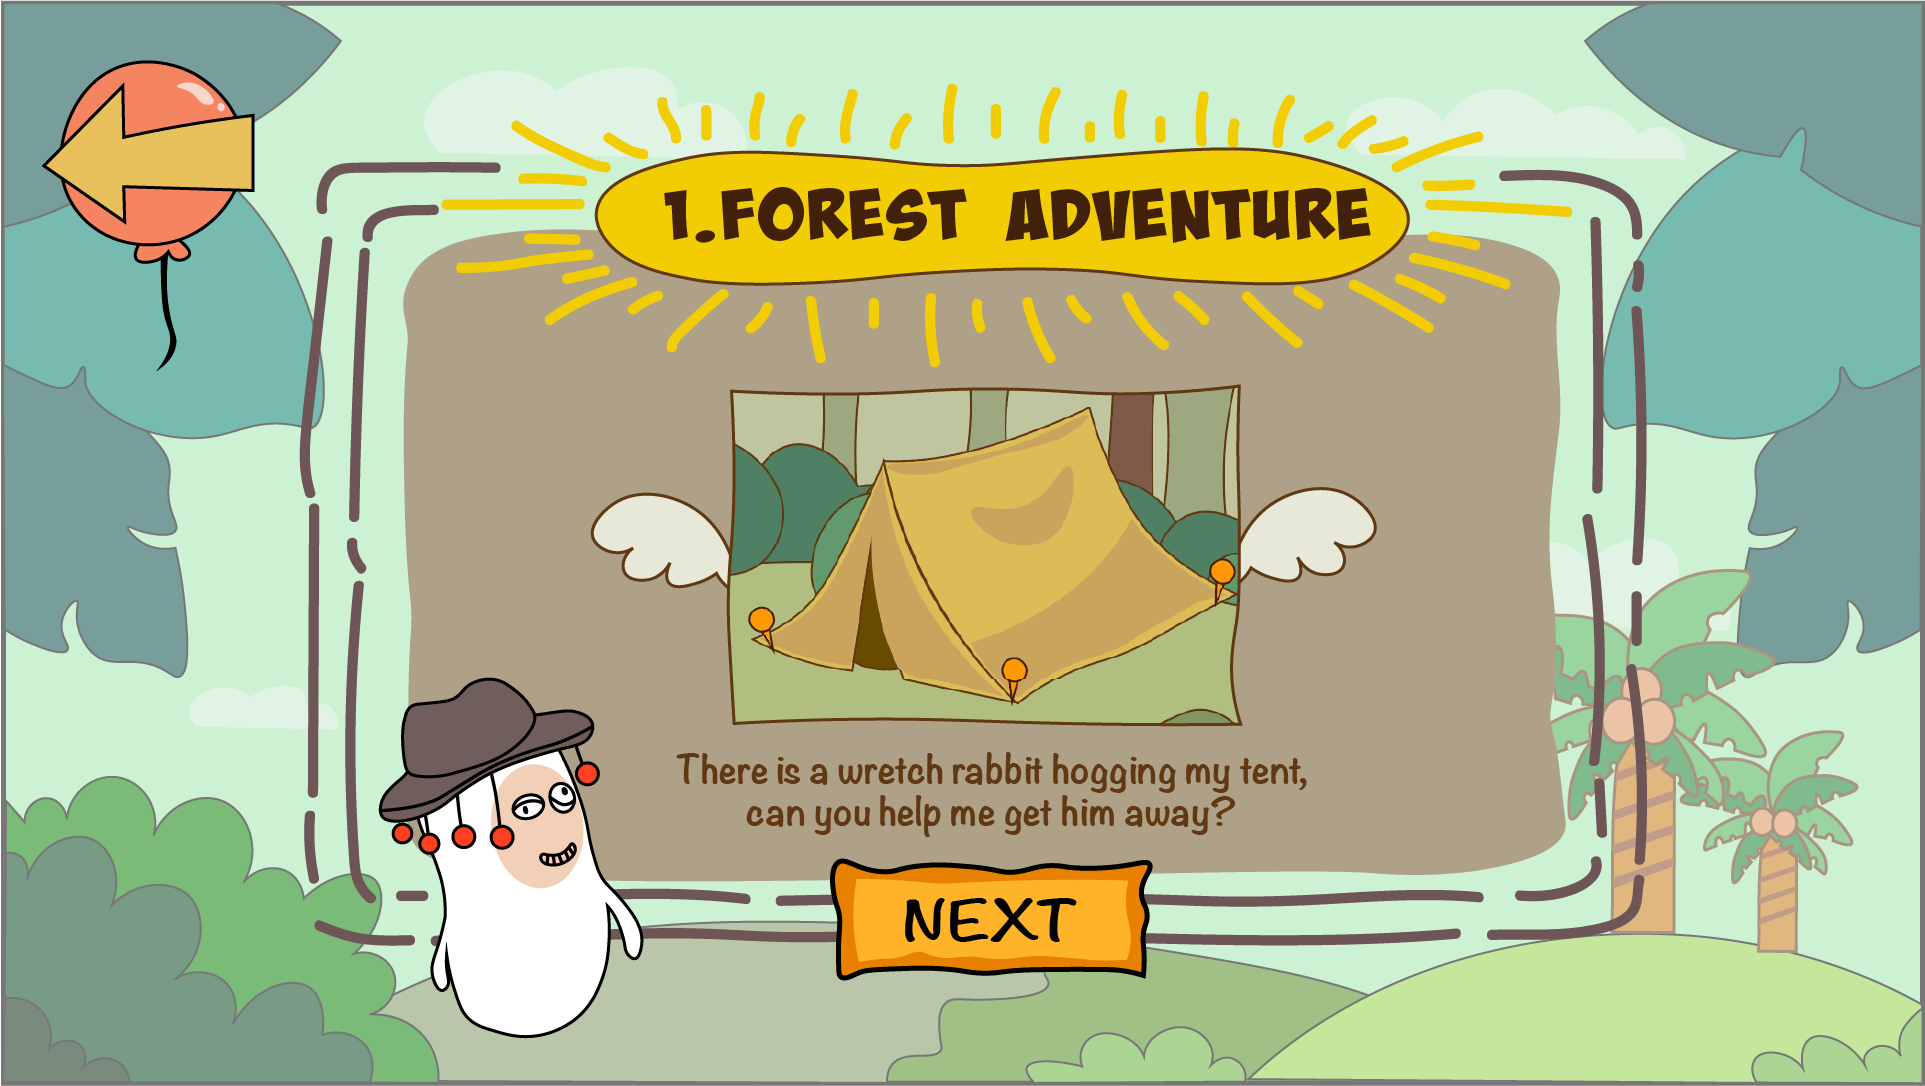 1.FOREST ADVENTURE
There is a wretch rabbit hogging my tent,
can you help me get him away?
NEXT